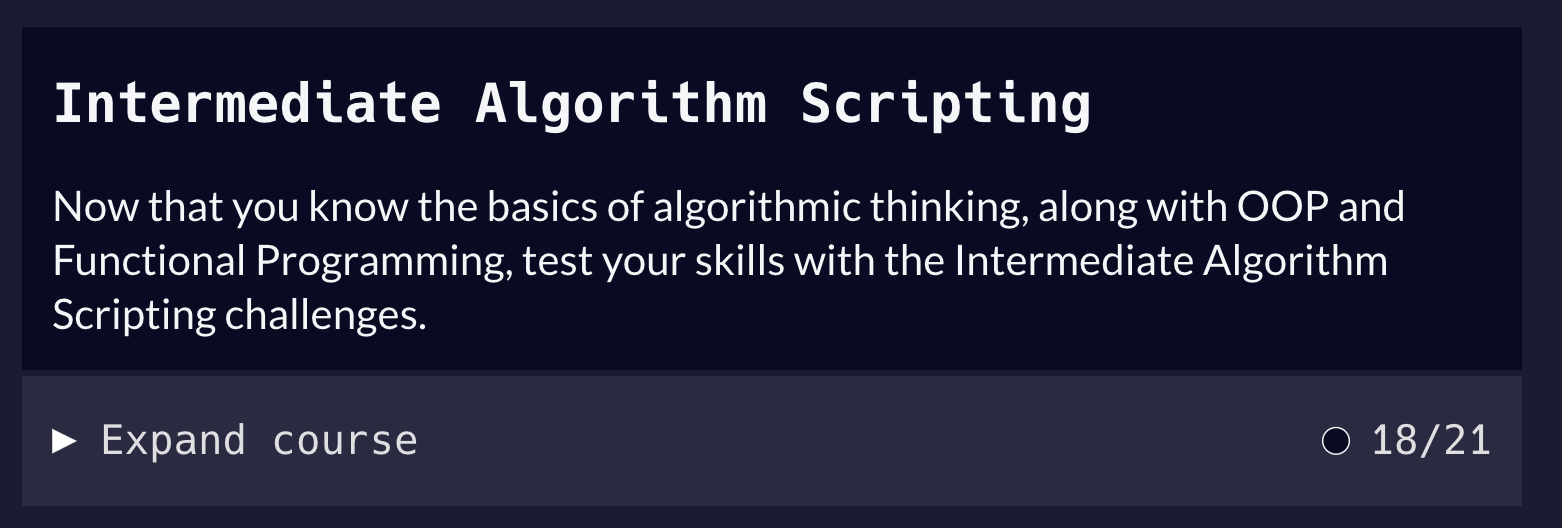 Intermediate Algorithm Scripting
Now that you know the basics of algorithmic thinking, along with OOP and
Functional Programming, test your skills with the Intermediate Algorithm
Scripting challenges.
Expand course 18/21